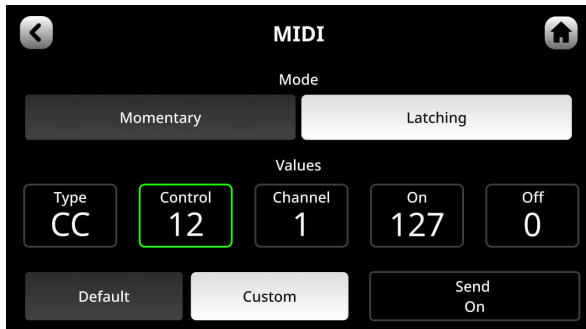 MIDI
Mode
Momentary
Latching
Values
Type
CC
Control
12
Channel
1
On
127
Off
0
Default
Custom
Send
On